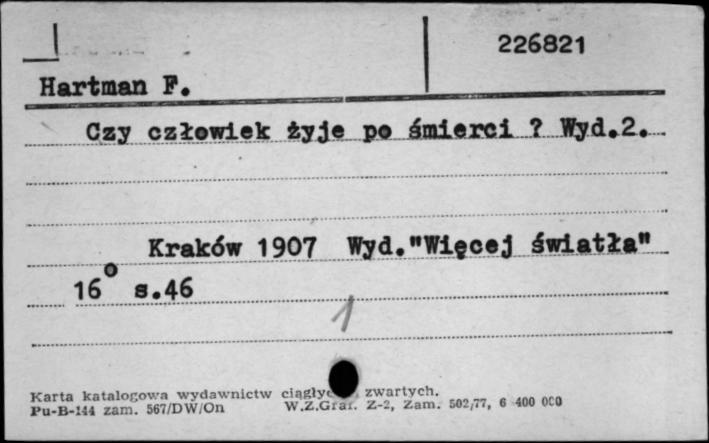 226821
Hartman F.
Czy człowiek żyje po śmierci ? Wyd.2.
Kraków 1907 Wyd."Więcej światła"
16° s.46
1
Karta katalogowa wydawnictw zwartych.
Pu-B-144 zam. 567/DW/On W.Z.Graf. Z-2, Zam. 502/77, 6 400 000